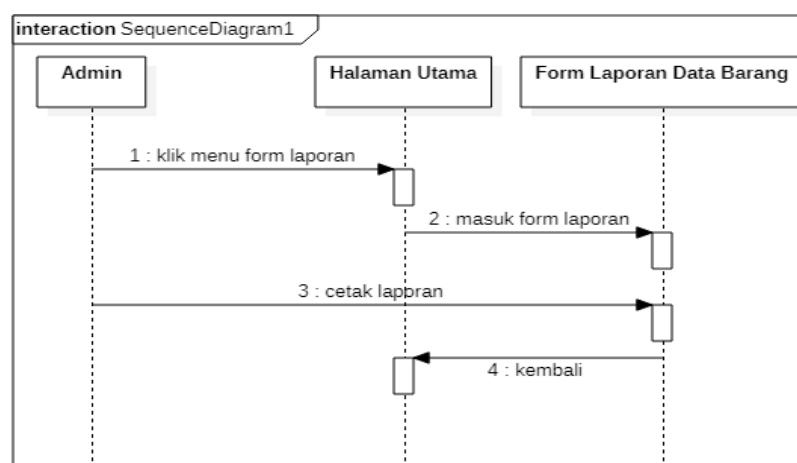 interaction SequenceDiagram1
Admin
Halaman Utama
Form Laporan Data Barang
1 : klik menu form laporan
2 : masuk form laporan
3 : cetak laporan
4 : kembali